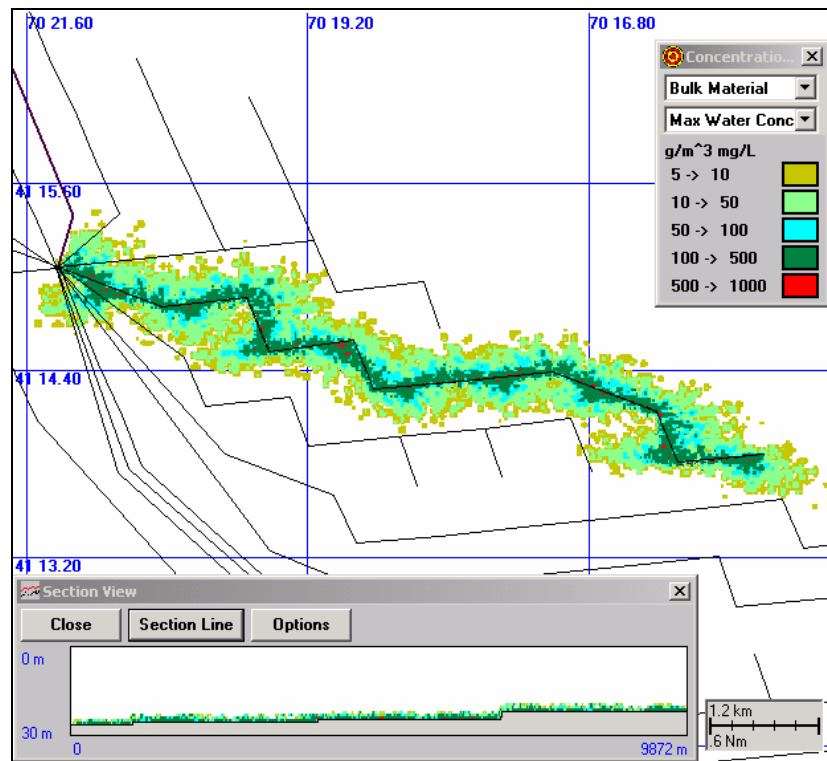 70 21.60
70 19.20
70 16.80
Concentratio...
Bulk Material
Max Water Conc
g/m^3 mg/L
5 -> 10
10 -> 50
50 -> 100
100 -> 500
500 -> 1000
41 15.60
41 14.40
41 13.20
Section View
Close
Section Line
Options
0 m
30 m
0
9872 m
1.2 km
.6 Nm